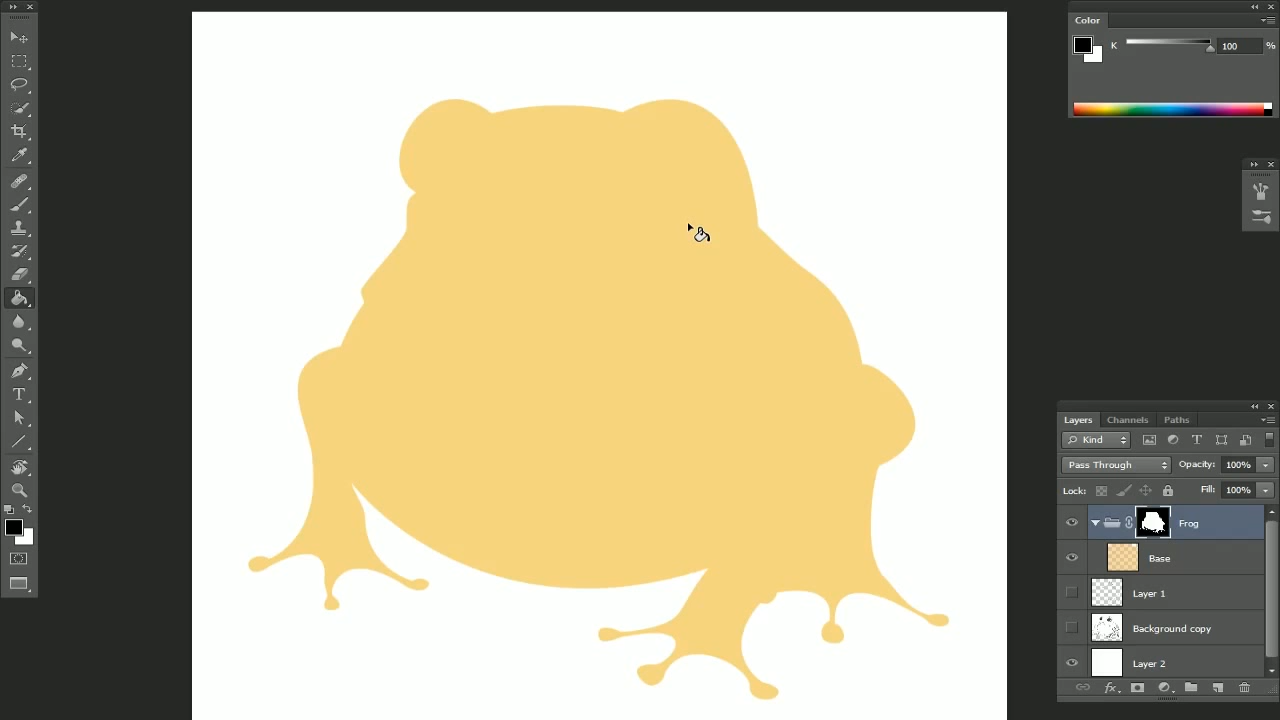 Color
K 100 %
Layers Channels Paths
Kind
Pass Through Opacity: 100%
Lock: Fill: 100%
Frog
Base
Layer 1
Background copy
Layer 2
T
T
fx